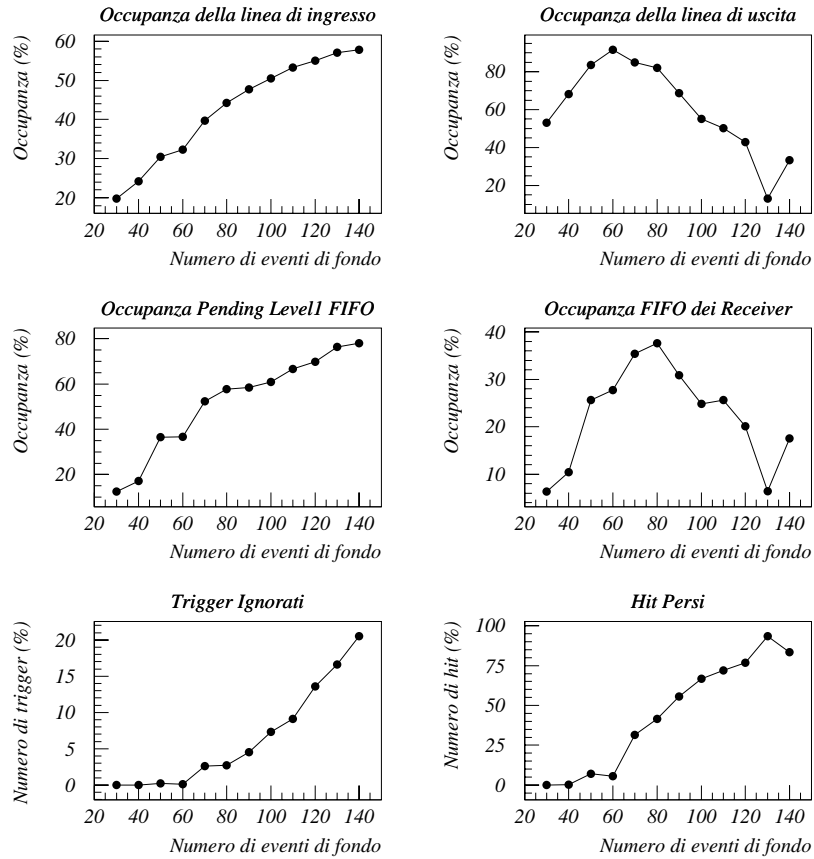 Occupanza della linea di ingresso
Occupanza (%)
60
50
40
30
20
20 40 60 80 100 120 140
Numero di eventi di fondo
Occupanza della linea di uscita
Occupanza (%)
80
60
40
20
20 40 60 80 100 120 140
Numero di eventi di fondo
Occupanza Pending Level1 FIFO
Occupanza (%)
80
60
40
20
20 40 60 80 100 120 140
Numero di eventi di fondo
Occupanza FIFO dei Receiver
Occupanza (%)
40
30
20
10
20 40 60 80 100 120 140
Numero di eventi di fondo
Trigger Ignorati
Numero di trigger (%)
20
15
10
5
0
20 40 60 80 100 120 140
Numero di eventi di fondo
Hit Persi
Numero di hit (%)
100
75
50
25
0
20 40 60 80 100 120 140
Numero di eventi di fondo